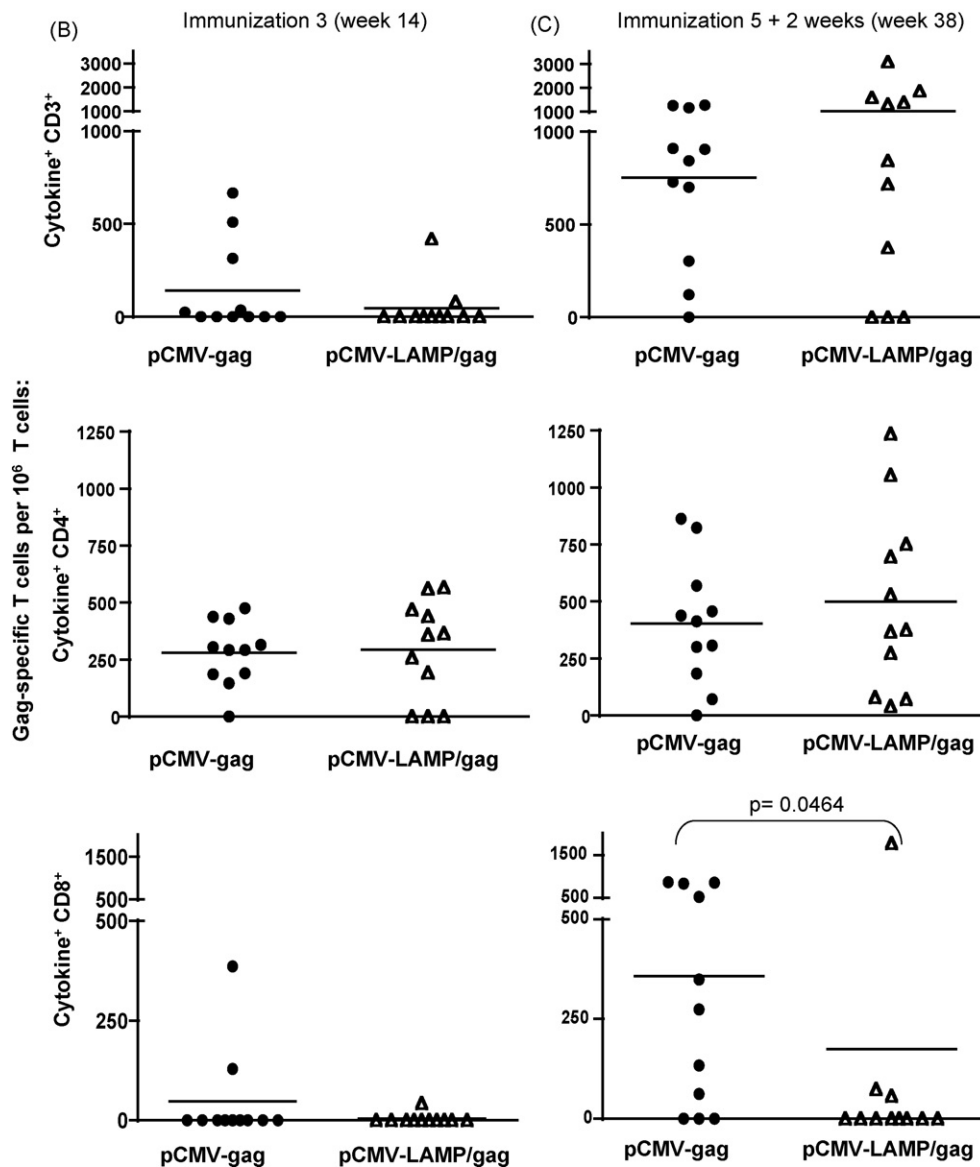 (B) Immunization 3 (week 14)
(C) Immunization 5 + 2 weeks (week 38)
Gag-specific T cells per 10⁶ T cells:
Cytokine⁺ CD3⁺
3000
2000
1000
1000
500
0
pCMV-gag pCMV-LAMP/gag
3000
2000
1000
1000
500
0
pCMV-gag pCMV-LAMP/gag
Cytokine⁺ CD4⁺
1250
1000
750
500
250
0
pCMV-gag pCMV-LAMP/gag
1250
1000
750
500
250
0
pCMV-gag pCMV-LAMP/gag
Cytokine⁺ CD8⁺
1500
500
500
250
0
pCMV-gag pCMV-LAMP/gag
p= 0.0464
1500
500
500
250
0
pCMV-gag pCMV-LAMP/gag